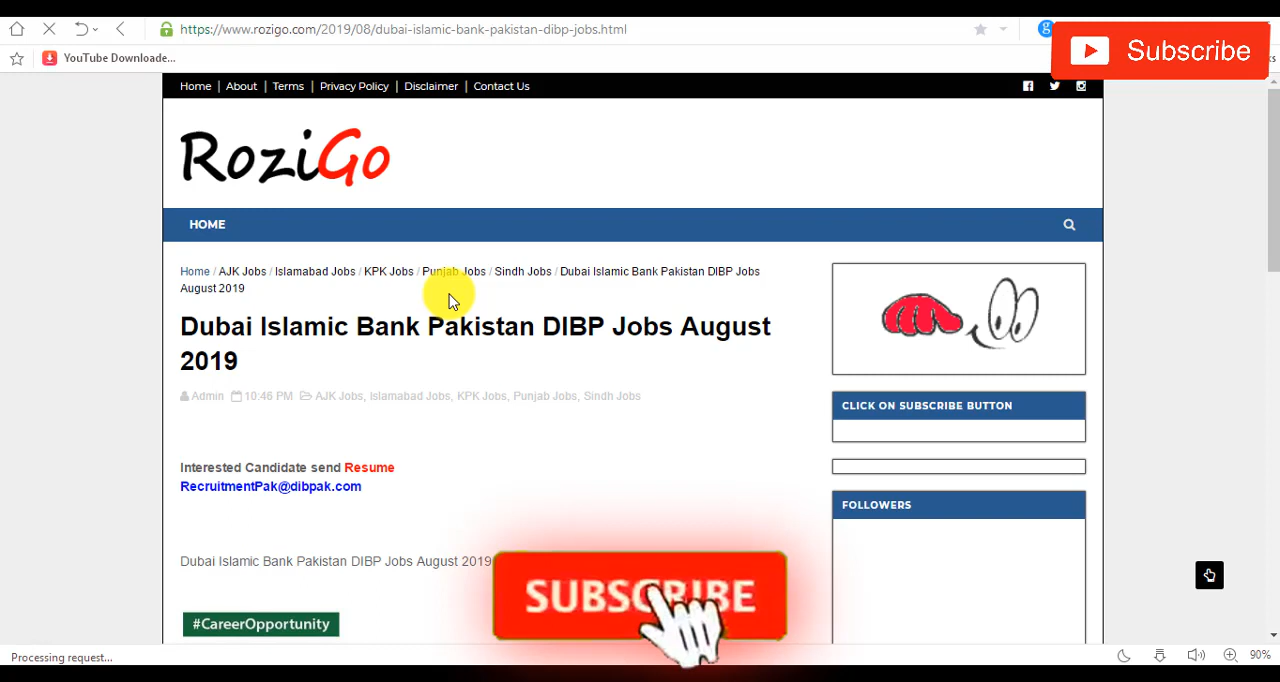 https://www.rozigo.com/2019/08/dubai-islamic-bank-pakistan-dibp-jobs.html
Subscribe
YouTube Downloade...
Home | About | Terms | Privacy Policy | Disclaimer | Contact Us
RoziGo
HOME
Home / AJK Jobs / Islamabad Jobs / KPK Jobs / Punjab Jobs / Sindh Jobs / Dubai Islamic Bank Pakistan DIBP Jobs
August 2019
Dubai Islamic Bank Pakistan DIBP Jobs August
2019
Admin 10:46 PM AJK Jobs, Islamabad Jobs, KPK Jobs, Punjab Jobs, Sindh Jobs
Interested Candidate send Resume
RecruitmentPak@dibpak.com
Dubai Islamic Bank Pakistan DIBP Jobs August 2019
#CareerOpportunity
SUBSCRIBE
CLICK ON SUBSCRIBE BUTTON
FOLLOWERS
Processing request...
90%